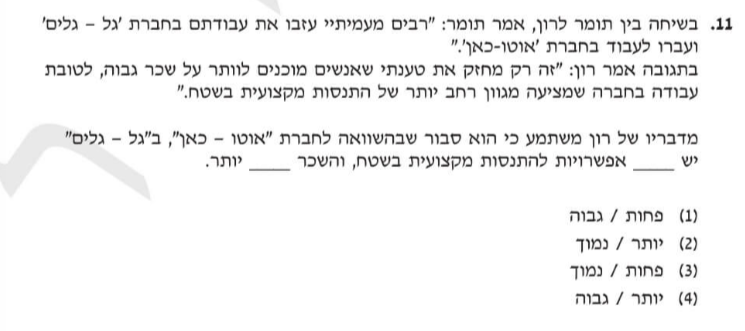 11. בשיחה בין תומר לרון, אמר תומר: "רבים מעמיתיי עזבו את עבודתם בחברת 'גל – גלים'
ועברו לעבוד בחברת 'אוטו-כאן'."
בתגובה אמר רון: "זה רק מחזק את טענתי שאנשים מוכנים לוותר על שכר גבוה, לטובת
עבודה בחברה שמציעה מגוון רחב יותר של התנסות מקצועית בשטח."
מדבריו של רון משתמע כי הוא סבור שבהשוואה לחברת "אוטו – כאן", ב"גל – גלים"
יש _____ אפשרויות להתנסות מקצועית בשטח, והשכר _____ יותר.
(1) פחות / גבוה
(2) יותר / נמוך
(3) פחות / נמוך
(4) יותר / גבוה